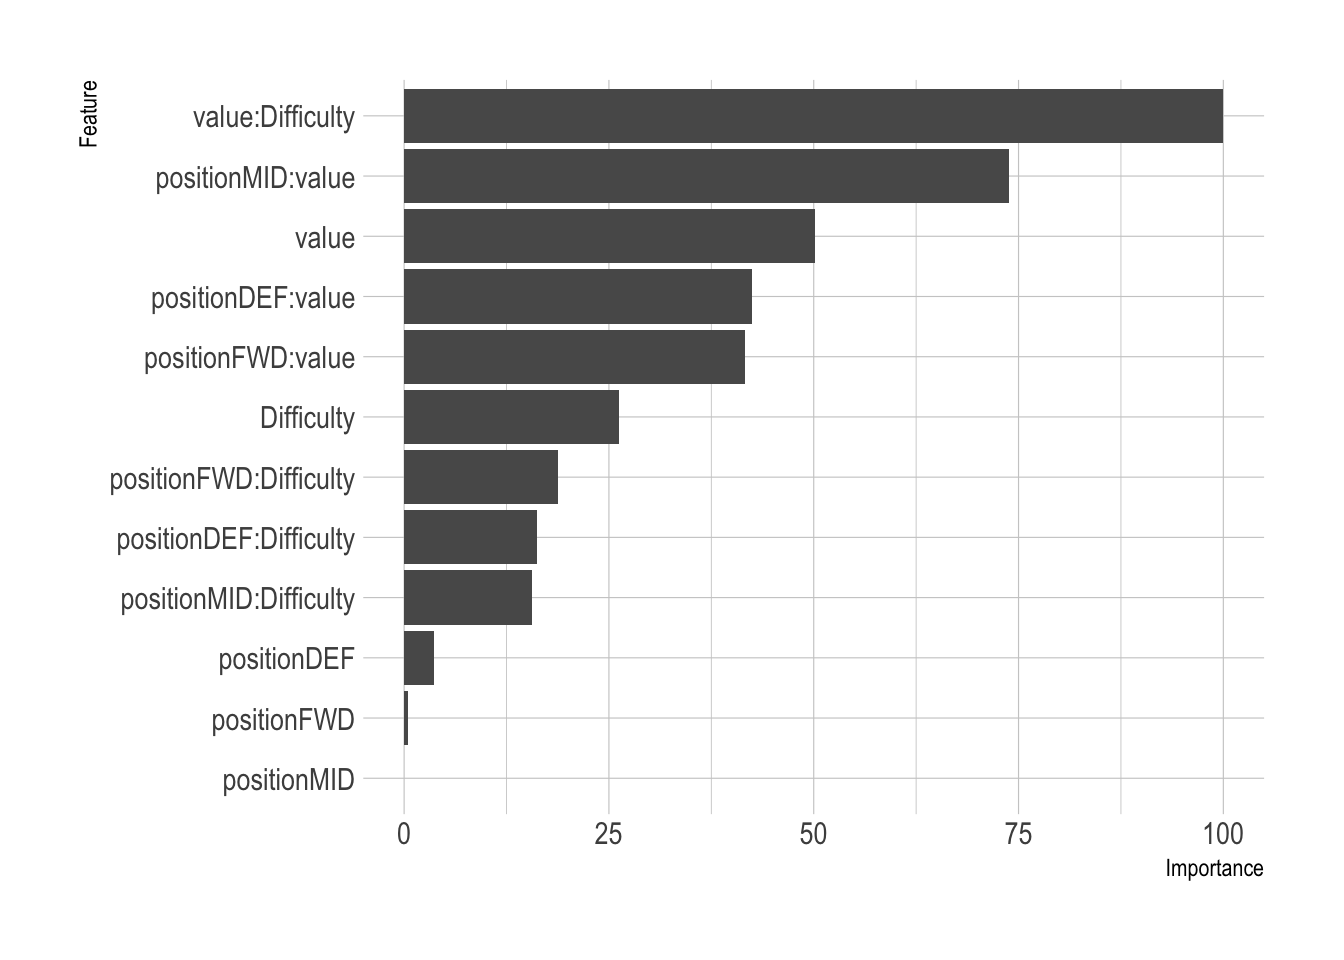 Feature
value:Difficulty
positionMID:value
value
positionDEF:value
positionFWD:value
Difficulty
positionFWD:Difficulty
positionDEF:Difficulty
positionMID:Difficulty
positionDEF
positionFWD
positionMID
0 25 50 75 100
Importance